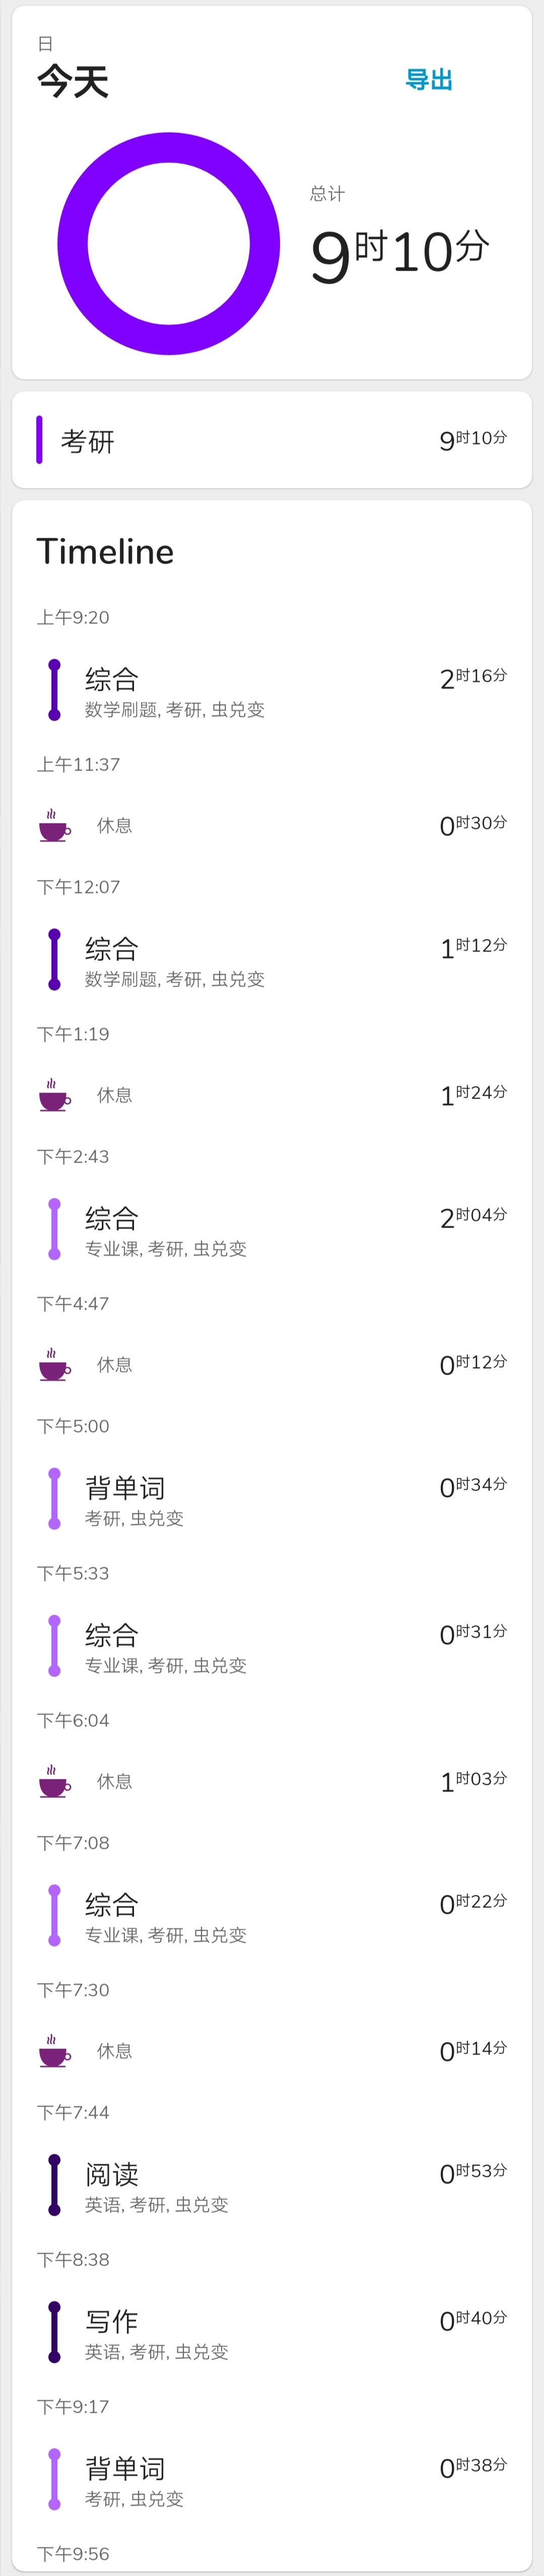 日
今天
导出
总计
9时10分
考研
9时10分
Timeline
上午9:20
综合
2时16分
数学刷题, 考研, 虫兑变
上午11:37
休息
0时30分
下午12:07
综合
1时12分
数学刷题, 考研, 虫兑变
下午1:19
休息
1时24分
下午2:43
综合
2时04分
专业课, 考研, 虫兑变
下午4:47
休息
0时12分
下午5:00
背单词
0时34分
考研, 虫兑变
下午5:33
综合
0时31分
专业课, 考研, 虫兑变
下午6:04
休息
1时03分
下午7:08
综合
0时22分
专业课, 考研, 虫兑变
下午7:30
休息
0时14分
下午7:44
阅读
0时53分
英语, 考研, 虫兑变
下午8:38
写作
0时40分
英语, 考研, 虫兑变
下午9:17
背单词
0时38分
考研, 虫兑变
下午9:56